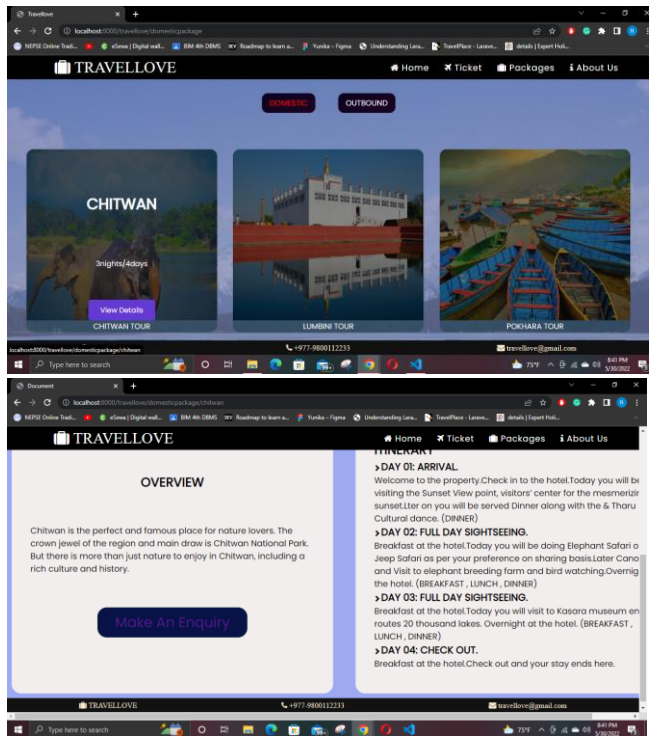 Travellove
localhost:8000/travellove/domesticpackage
NEPSE Online Tradi... eSewa | Digital wall... BIM 4th DBMS Roadmap to learn a... Yunika – Figma Understanding Lara... TravelPlace - Larave... details | Expert Holi...
TRAVELLOVE Home Ticket Packages About Us
DOMESTIC OUTBOUND
CHITWAN
3nights/4days
View Details
CHITWAN TOUR LUMBINI TOUR POKHARA TOUR
localhost:8000/travellove/domesticpackage/chitwan +977-9800112233 travellove@gmail.com
Type here to search 75°F 8:41 PM
5/30/2022
Document
localhost:8000/travellove/domesticpackage/chitwan
NEPSE Online Tradi... eSewa | Digital wall... BIM 4th DBMS Roadmap to learn a... Yunika – Figma Understanding Lara... TravelPlace - Larave... details | Expert Holi...
TRAVELLOVE Home Ticket Packages About Us
OVERVIEW
Chitwan is the perfect and famous place for nature lovers. The
crown jewel of the region and main draw is Chitwan National Park.
But there is more than just nature to enjoy in Chitwan, including a
rich culture and history.
Make An Enquiry
ITINERARY
DAY 01: ARRIVAL.
Welcome to the property.Check in to the hotel.Today you will be
visiting the Sunset View point, visitors' center for the mesmerizin
sunset.Lter on you will be served Dinner along with the & Tharu
Cultural dance. (DINNER)
DAY 02: FULL DAY SIGHTSEEING.
Breakfast at the hotel.Today you will be doing Elephant Safari o
Jeep Safari as per your preference on sharing basis.Later Cano
and Visit to elephant breeding farm and bird watching.Overnig
the hotel. (BREAKFAST , LUNCH , DINNER)
DAY 03: FULL DAY SIGHTSEEING.
Breakfast at the hotel.Today you will visit to Kasara museum en
routes 20 thousand lakes. Overnight at the hotel. (BREAKFAST ,
LUNCH , DINNER)
DAY 04: CHECK OUT.
Breakfast at the hotel.Check out and your stay ends here.
TRAVELLOVE +977-9800112233 travellove@gmail.com
Type here to search 75°F 8:41 PM
5/30/2022